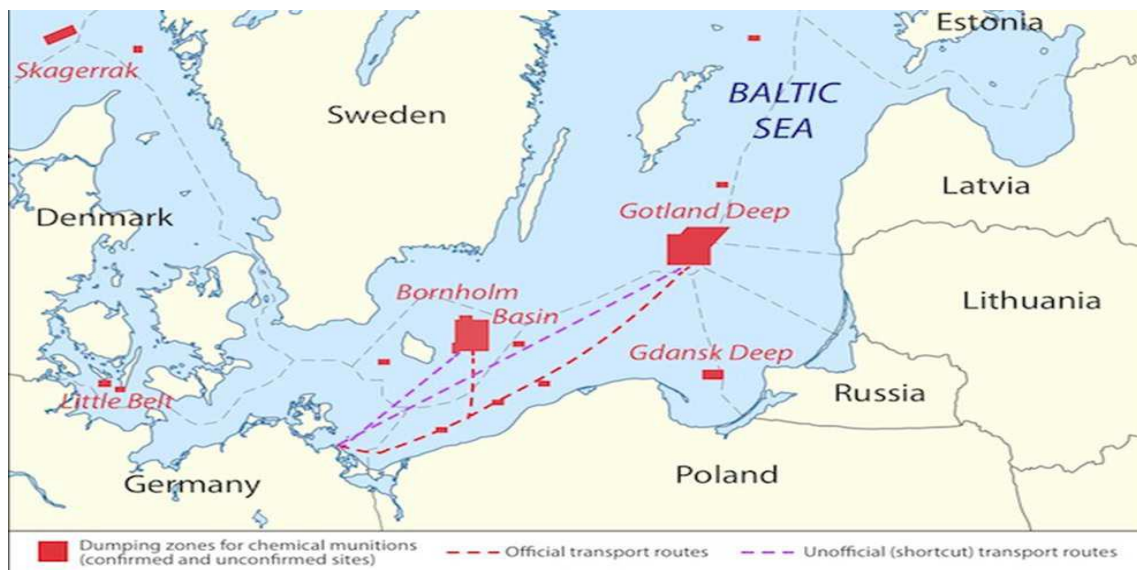 Estonia
Skagerrak
Sweden
BALTIC
SEA
Latvia
Denmark
Gotland Deep
Bornholm
Basin
Lithuania
Gdansk Deep
Little Belt
Russia
Poland
Germany
Dumping zones for chemical munitions
(confirmed and unconfirmed sites)
Official transport routes
Unofficial (shortcut) transport routes